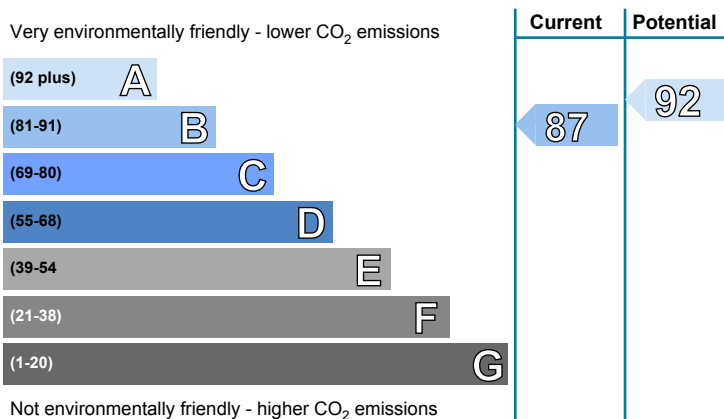 Current Potential
Very environmentally friendly - lower CO2 emissions
(92 plus) A
92
(81-91) B
87
(69-80) C
(55-68) D
(39-54 E
(21-38) F
(1-20) G
Not environmentally friendly - higher CO2 emissions